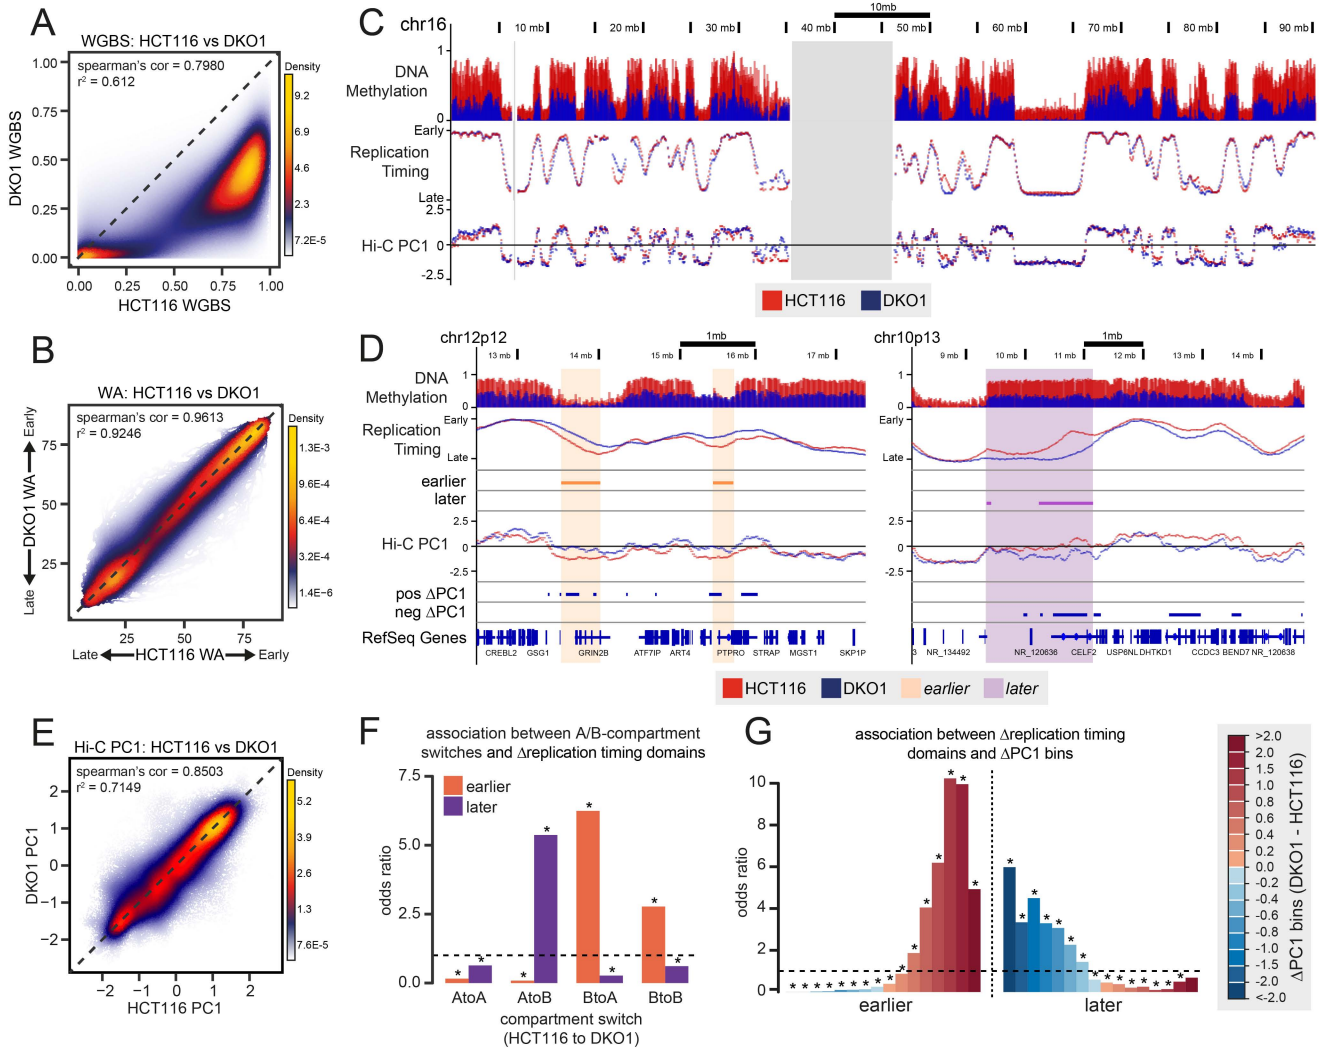 A
WGBS: HCT116 vs DKO1
spearman's cor = 0.7980
r² = 0.612
DKO1 WGBS
1.00
0.75
0.50
0.25
0.00
0.00 0.25 0.50 0.75 1.00
HCT116 WGBS
Density
9.2
6.9
4.6
2.3
7.2E-5
B
WA: HCT116 vs DKO1
spearman's cor = 0.9613
r² = 0.9246
Late DKO1 WA Early
75
50
25
25 50 75
Late HCT116 WA Early
Density
1.3E-3
9.6E-4
6.4E-4
3.2E-4
1.4E-6
C
chr16
10mb
10 mb 20 mb 30 mb 40 mb 50 mb 60 mb 70 mb 80 mb 90 mb
DNA
Methylation
1
0
Replication
Timing
Early
Late
Hi-C PC1
2.5
0
-2.5
HCT116 DKO1
D
chr12p12
1mb
13 mb 14 mb 15 mb 16 mb 17 mb
chr10p13
1mb
9 mb 10 mb 11 mb 12 mb 13 mb 14 mb
DNA
Methylation
1
0
1
0
Replication
Timing
Early
Late
Early
Late
earlier
later
Hi-C PC1
2.5
0
-2.5
2.5
0
-2.5
pos ΔPC1
neg ΔPC1
RefSeq Genes
CREBL2 GSG1 GRIN2B ATF7IP ART4 PTPRO STRAP MGST1 SKP1P
3 NR_134492 NR_120636 CELF2 USP6NL DHTKD1 CCDC3 BEND7 NR_120638
HCT116 DKO1 earlier later
E
Hi-C PC1: HCT116 vs DKO1
spearman's cor = 0.8503
r² = 0.7149
DKO1 PC1
2
1
0
−1
−2
−2 −1 0 1 2
HCT116 PC1
Density
5.2
3.9
2.6
1.3
7.6E-5
F
association between A/B-compartment
switches and Δreplication timing domains
earlier
later
odds ratio
7.5
5.0
2.5
0.0
* * * * * * * *
AtoA AtoB BtoA BtoB
compartment switch
(HCT116 to DKO1)
G
association between Δreplication timing
domains and ΔPC1 bins
odds ratio
10
8
6
4
2
0
* * * * * * * * * * * * * * * *
* * * * * * * * * * * * * * * *
earlier later
>2.0
2.0
1.5
1.0
0.8
0.6
0.4
0.2
0.0
-0.2
-0.4
-0.6
-0.8
-1.0
-1.5
-2.0
<-2.0
ΔPC1 bins (DKO1 - HCT116)